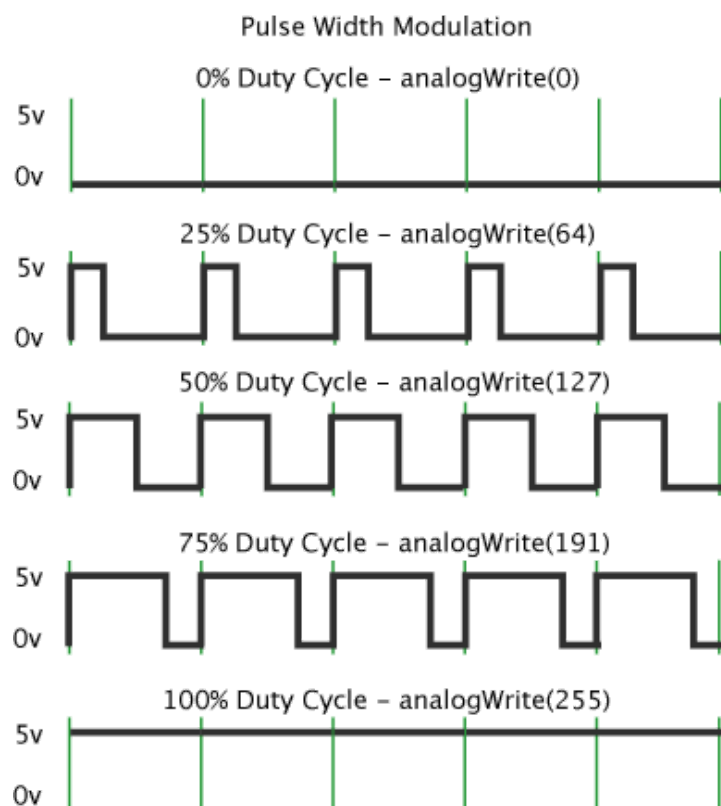 Pulse Width Modulation
0% Duty Cycle – analogWrite(0)
5v
0v
25% Duty Cycle – analogWrite(64)
5v
0v
50% Duty Cycle – analogWrite(127)
5v
0v
75% Duty Cycle – analogWrite(191)
5v
0v
100% Duty Cycle – analogWrite(255)
5v
0v